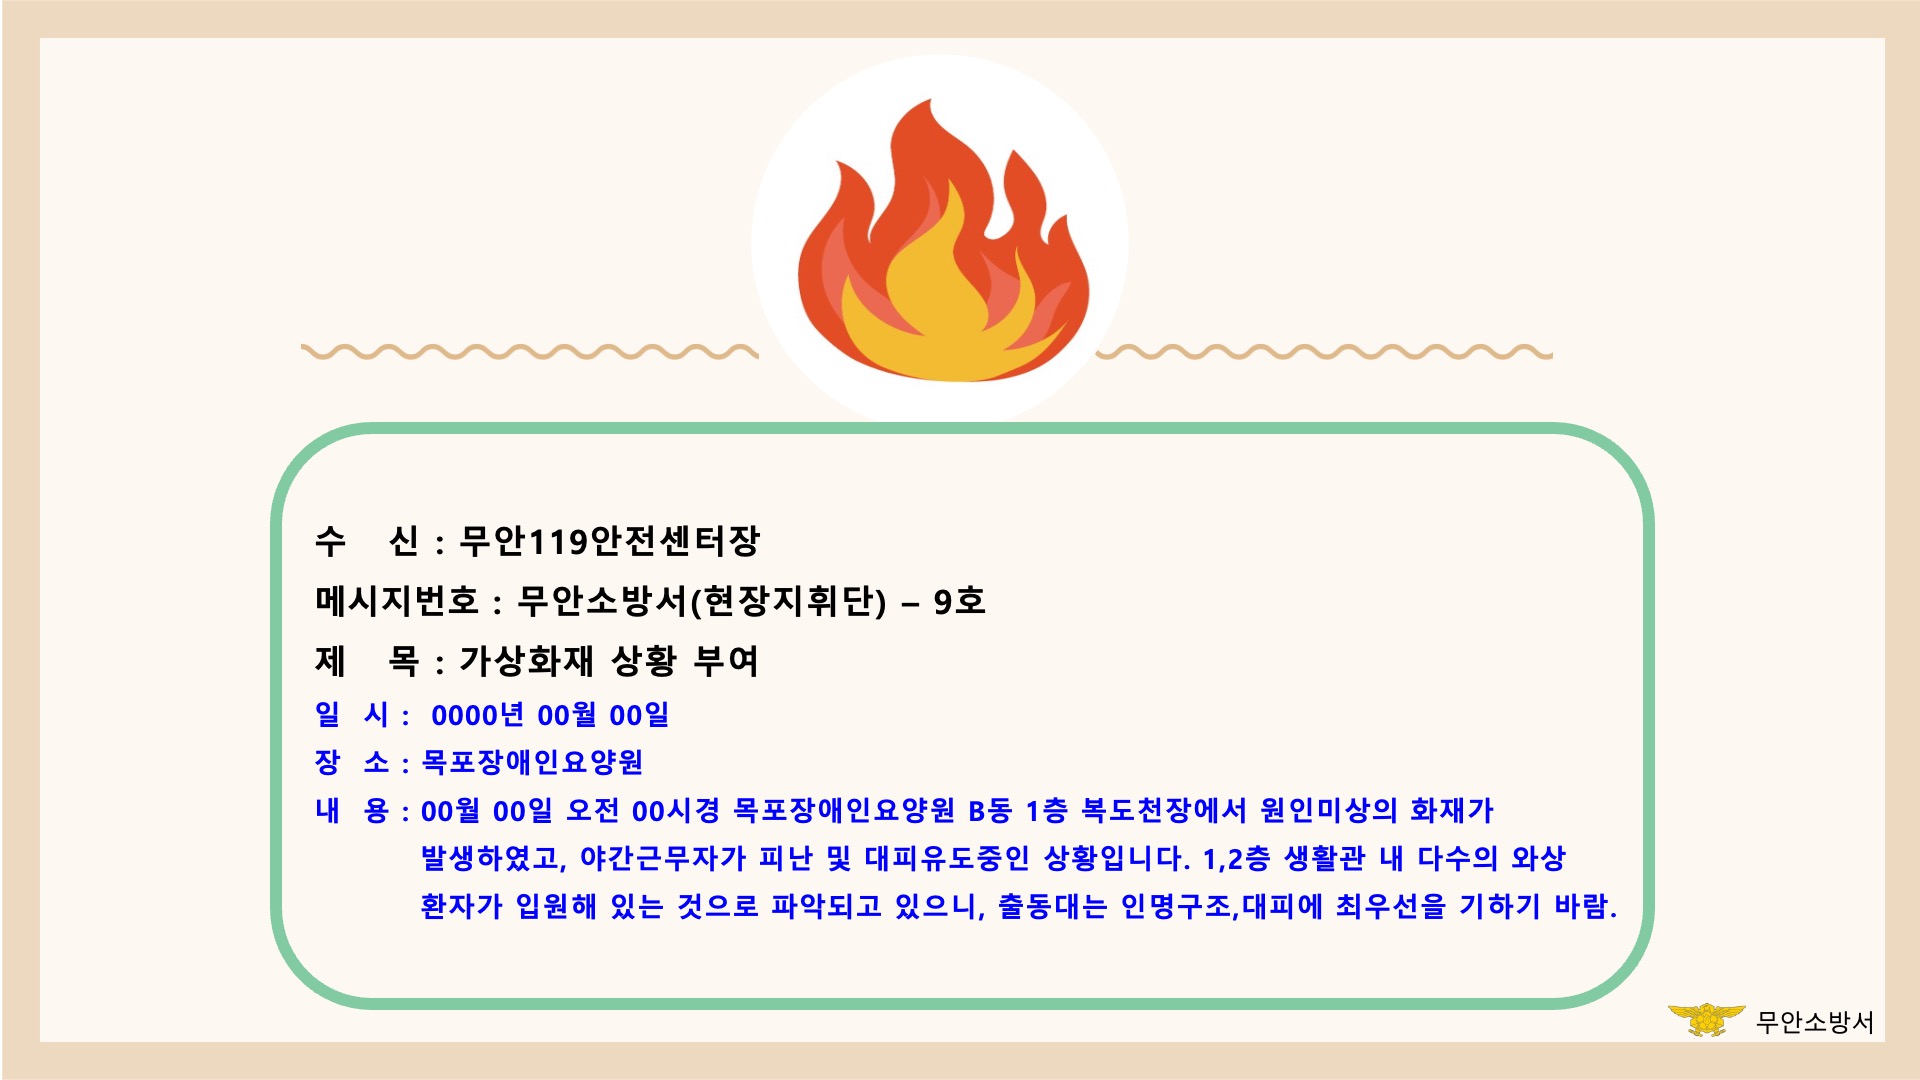 수 신 : 무안119안전센터장
메시지번호 : 무안소방서(현장지휘단) – 9호
제 목 : 가상화재 상황 부여
일 시 : 0000년 00월 00일
장 소 : 목포장애인요양원
내 용 : 00월 00일 오전 00시경 목포장애인요양원 B동 1층 복도천장에서 원인미상의 화재가
발생하였고, 야간근무자가 피난 및 대피유도중인 상황입니다. 1,2층 생활관 내 다수의 와상
환자가 입원해 있는 것으로 파악되고 있으니, 출동대는 인명구조,대피에 최우선을 기하기 바람.
무안소방서